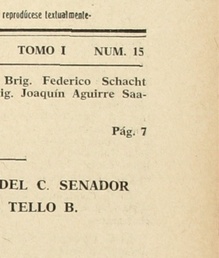 reprodúcese textualmente-
TOMO I NUM. 15
Brig. Federico Schacht
ig. Joaquín Aguirre Saa-
Pág. 7
DEL C. SENADOR
TELLO B.